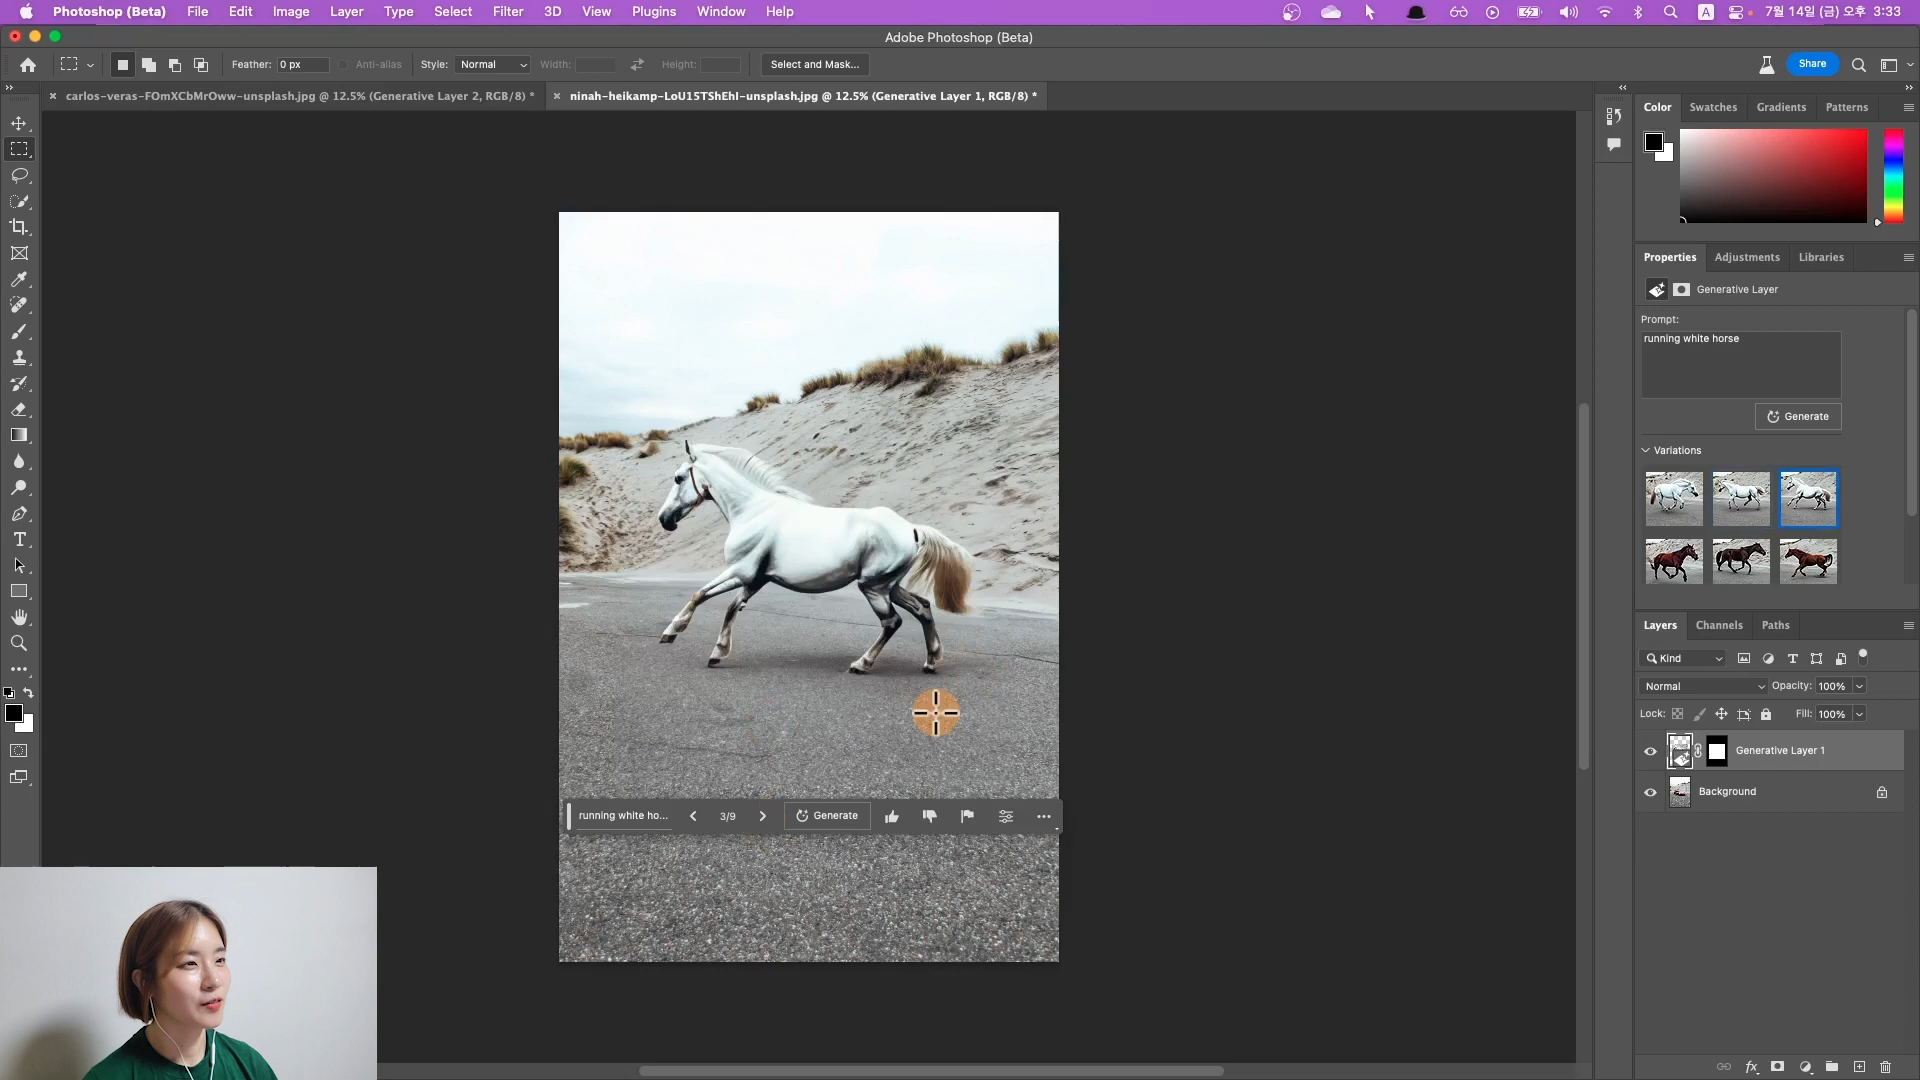 Photoshop (Beta) File Edit Image Layer Type Select Filter 3D View Plugins Window Help
A 7월 14일 (금) 오후 3:33
Adobe Photoshop (Beta)
Feather: 0 px Anti-alias Style: Normal Width: Height: Select and Mask... Share
carlos-veras-FOmXCbMrOww-unsplash.jpg @ 12.5% (Generative Layer 2, RGB/8) *
ninah-heikamp-LoU15TShEhI-unsplash.jpg @ 12.5% (Generative Layer 1, RGB/8) *
Color Swatches Gradients Patterns
Properties Adjustments Libraries
Generative Layer
Prompt:
running white horse
Generate
Variations
running white ho... 3/9 Generate
Layers Channels Paths
Kind
Normal Opacity: 100%
Lock: Fill: 100%
Generative Layer 1
Background
fx